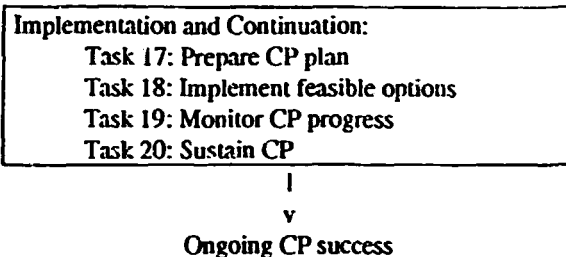 Implementation and Continuation:
Task 17: Prepare CP plan
Task 18: Implement feasible options
Task 19: Monitor CP progress
Task 20: Sustain CP
v
Ongoing CP success